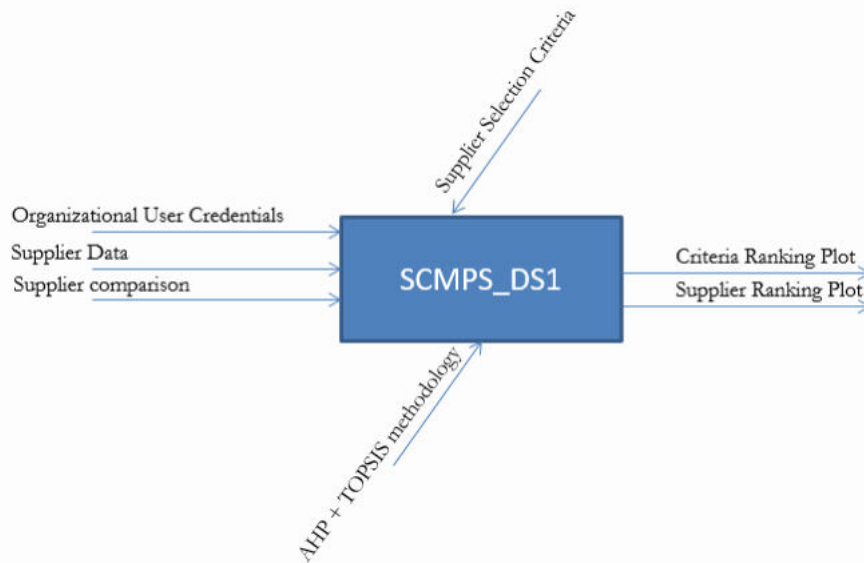 Supplier Selection Criteria
Organizational User Credentials
Supplier Data
Supplier comparison
SCMPS_DS1
Criteria Ranking Plot
Supplier Ranking Plot
AHP + TOPSIS methodology